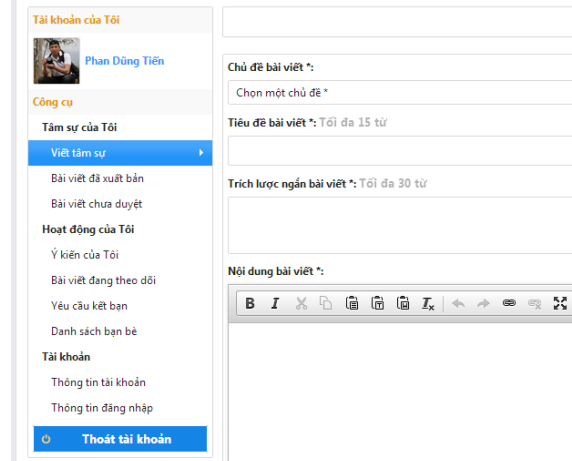 Tài khoản của Tôi
Phan Dũng Tiến
Công cụ
Tâm sự của Tôi
Viết tâm sự
Bài viết đã xuất bản
Bài viết chưa duyệt
Hoạt động của Tôi
Ý kiến của Tôi
Bài viết đang theo dõi
Yêu cầu kết bạn
Danh sách bạn bè
Tài khoản
Thông tin tài khoản
Thông tin đăng nhập
Thoát tài khoản
Chủ đề bài viết *:
Chọn một chủ đề *
Tiêu đề bài viết *: Tối đa 15 từ
Trích lược ngắn bài viết *: Tối đa 30 từ
Nội dung bài viết *: